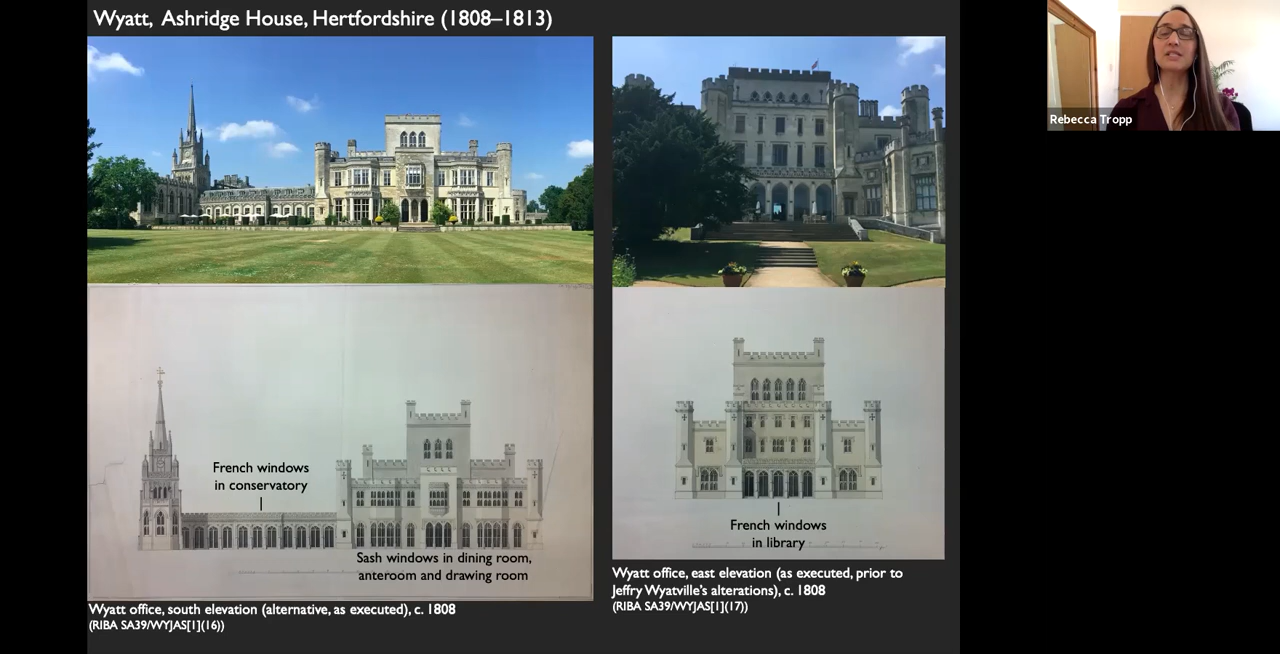 Wyatt, Ashridge House, Hertfordshire (1808–1813)
Rebecca Tropp
French windows
in conservatory
Sash windows in dining room,
anteroom and drawing room
Wyatt office, south elevation (alternative, as executed), c. 1808
(RIBA SA39/WYJAS[1](16))
French windows
in library
Wyatt office, east elevation (as executed, prior to
Jeffry Wyatville's alterations), c. 1808
(RIBA SA39/WYJAS[1](17))